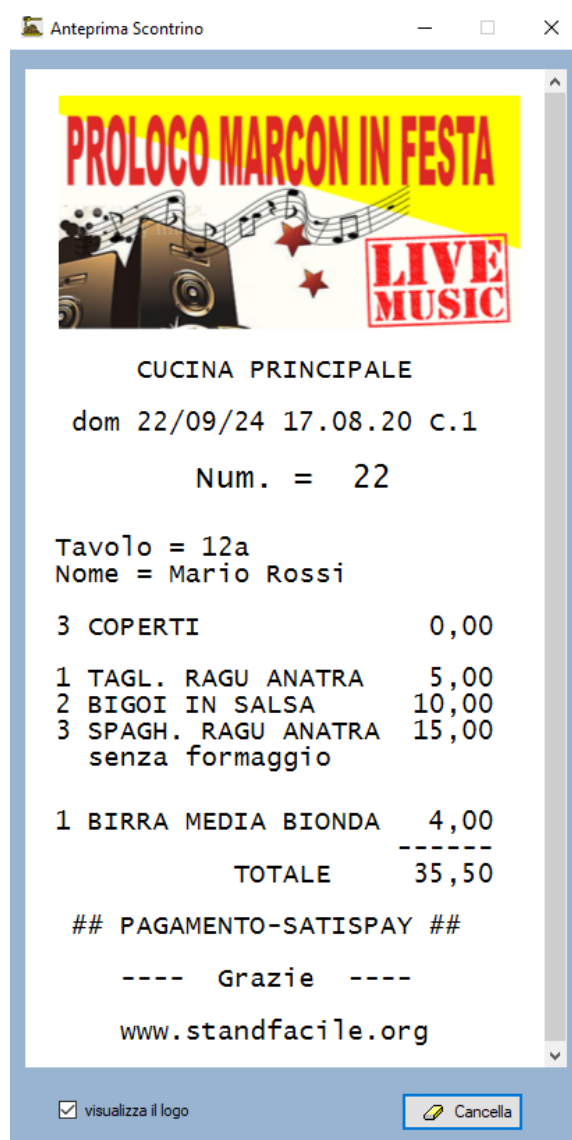 Anteprima Scontrino
PROLOCO MARCON IN FESTA
LIVE
MUSIC
CUCINA PRINCIPALE
dom 22/09/24 17.08.20 C.1
Num. = 22
Tavolo = 12a
Nome = Mario Rossi
3 COPERTI 0,00
1 TAGL. RAGU ANATRA 5,00
2 BIGOI IN SALSA 10,00
3 SPAGH. RAGU ANATRA 15,00
senza formaggio
1 BIRRA MEDIA BIONDA 4,00
------
TOTALE 35,50
## PAGAMENTO-SATISPAY ##
---- Grazie ----
www.standfacile.org
visualizza il logo
Cancella